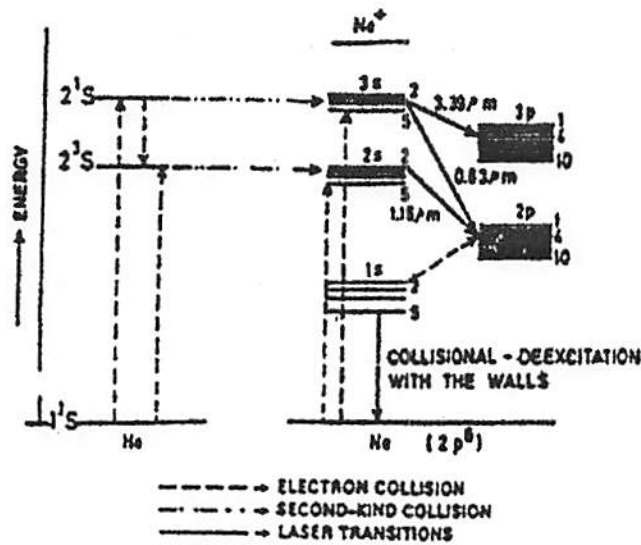 Ne⁺
2¹S
3s 2
5
3.39μm
3p 1
4
10
2³S
2s 2
5
0.63μm
1.15μm
2p 1
4
10
ENERGY
1s
2
5
COLLISIONAL - DEEXCITATION
WITH THE WALLS
1¹S
He
Ne (2p⁶)
ELECTRON COLLISION
SECOND-KIND COLLISION
LASER TRANSITIONS